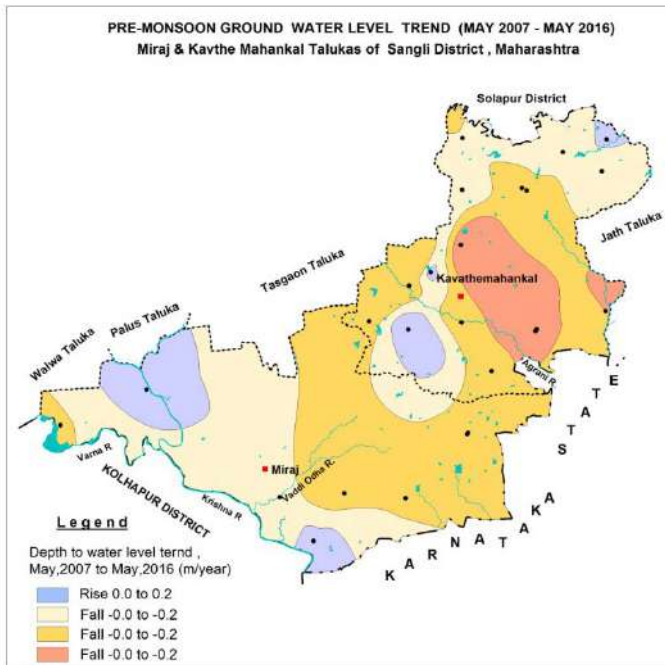 PRE-MONSOON GROUND WATER LEVEL TREND (MAY 2007 - MAY 2016)
Miraj & Kavthe Mahankal Talukas of Sangli District , Maharashtra
Solapur District
Jath Taluka
Tasgaon Taluka
Kavathemahankal
Palus Taluka
Walwa Taluka
Agrani R.
STATE
Varna R.
Miraj
Vaddi Odha R.
KOLHAPUR DISTRICT
Krishna R
KARNATAKA
Legend
Depth to water level ternd ,
May,2007 to May,2016 (m/year)
Rise 0.0 to 0.2
Fall -0.0 to -0.2
Fall -0.0 to -0.2
Fall -0.0 to -0.2